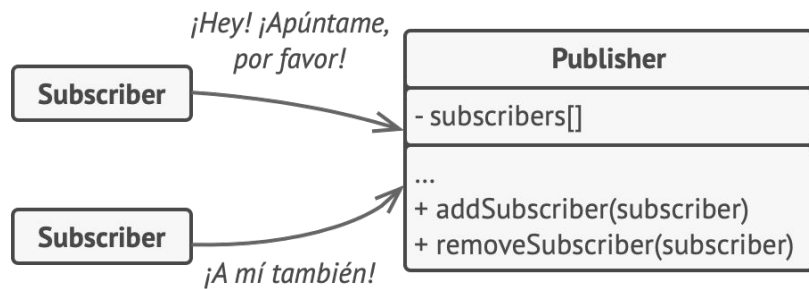 ¡Hey! ¡Apúntame,
por favor!
Subscriber
Subscriber
¡A mí también!
Publisher
- subscribers[]
...
+ addSubscriber(subscriber)
+ removeSubscriber(subscriber)